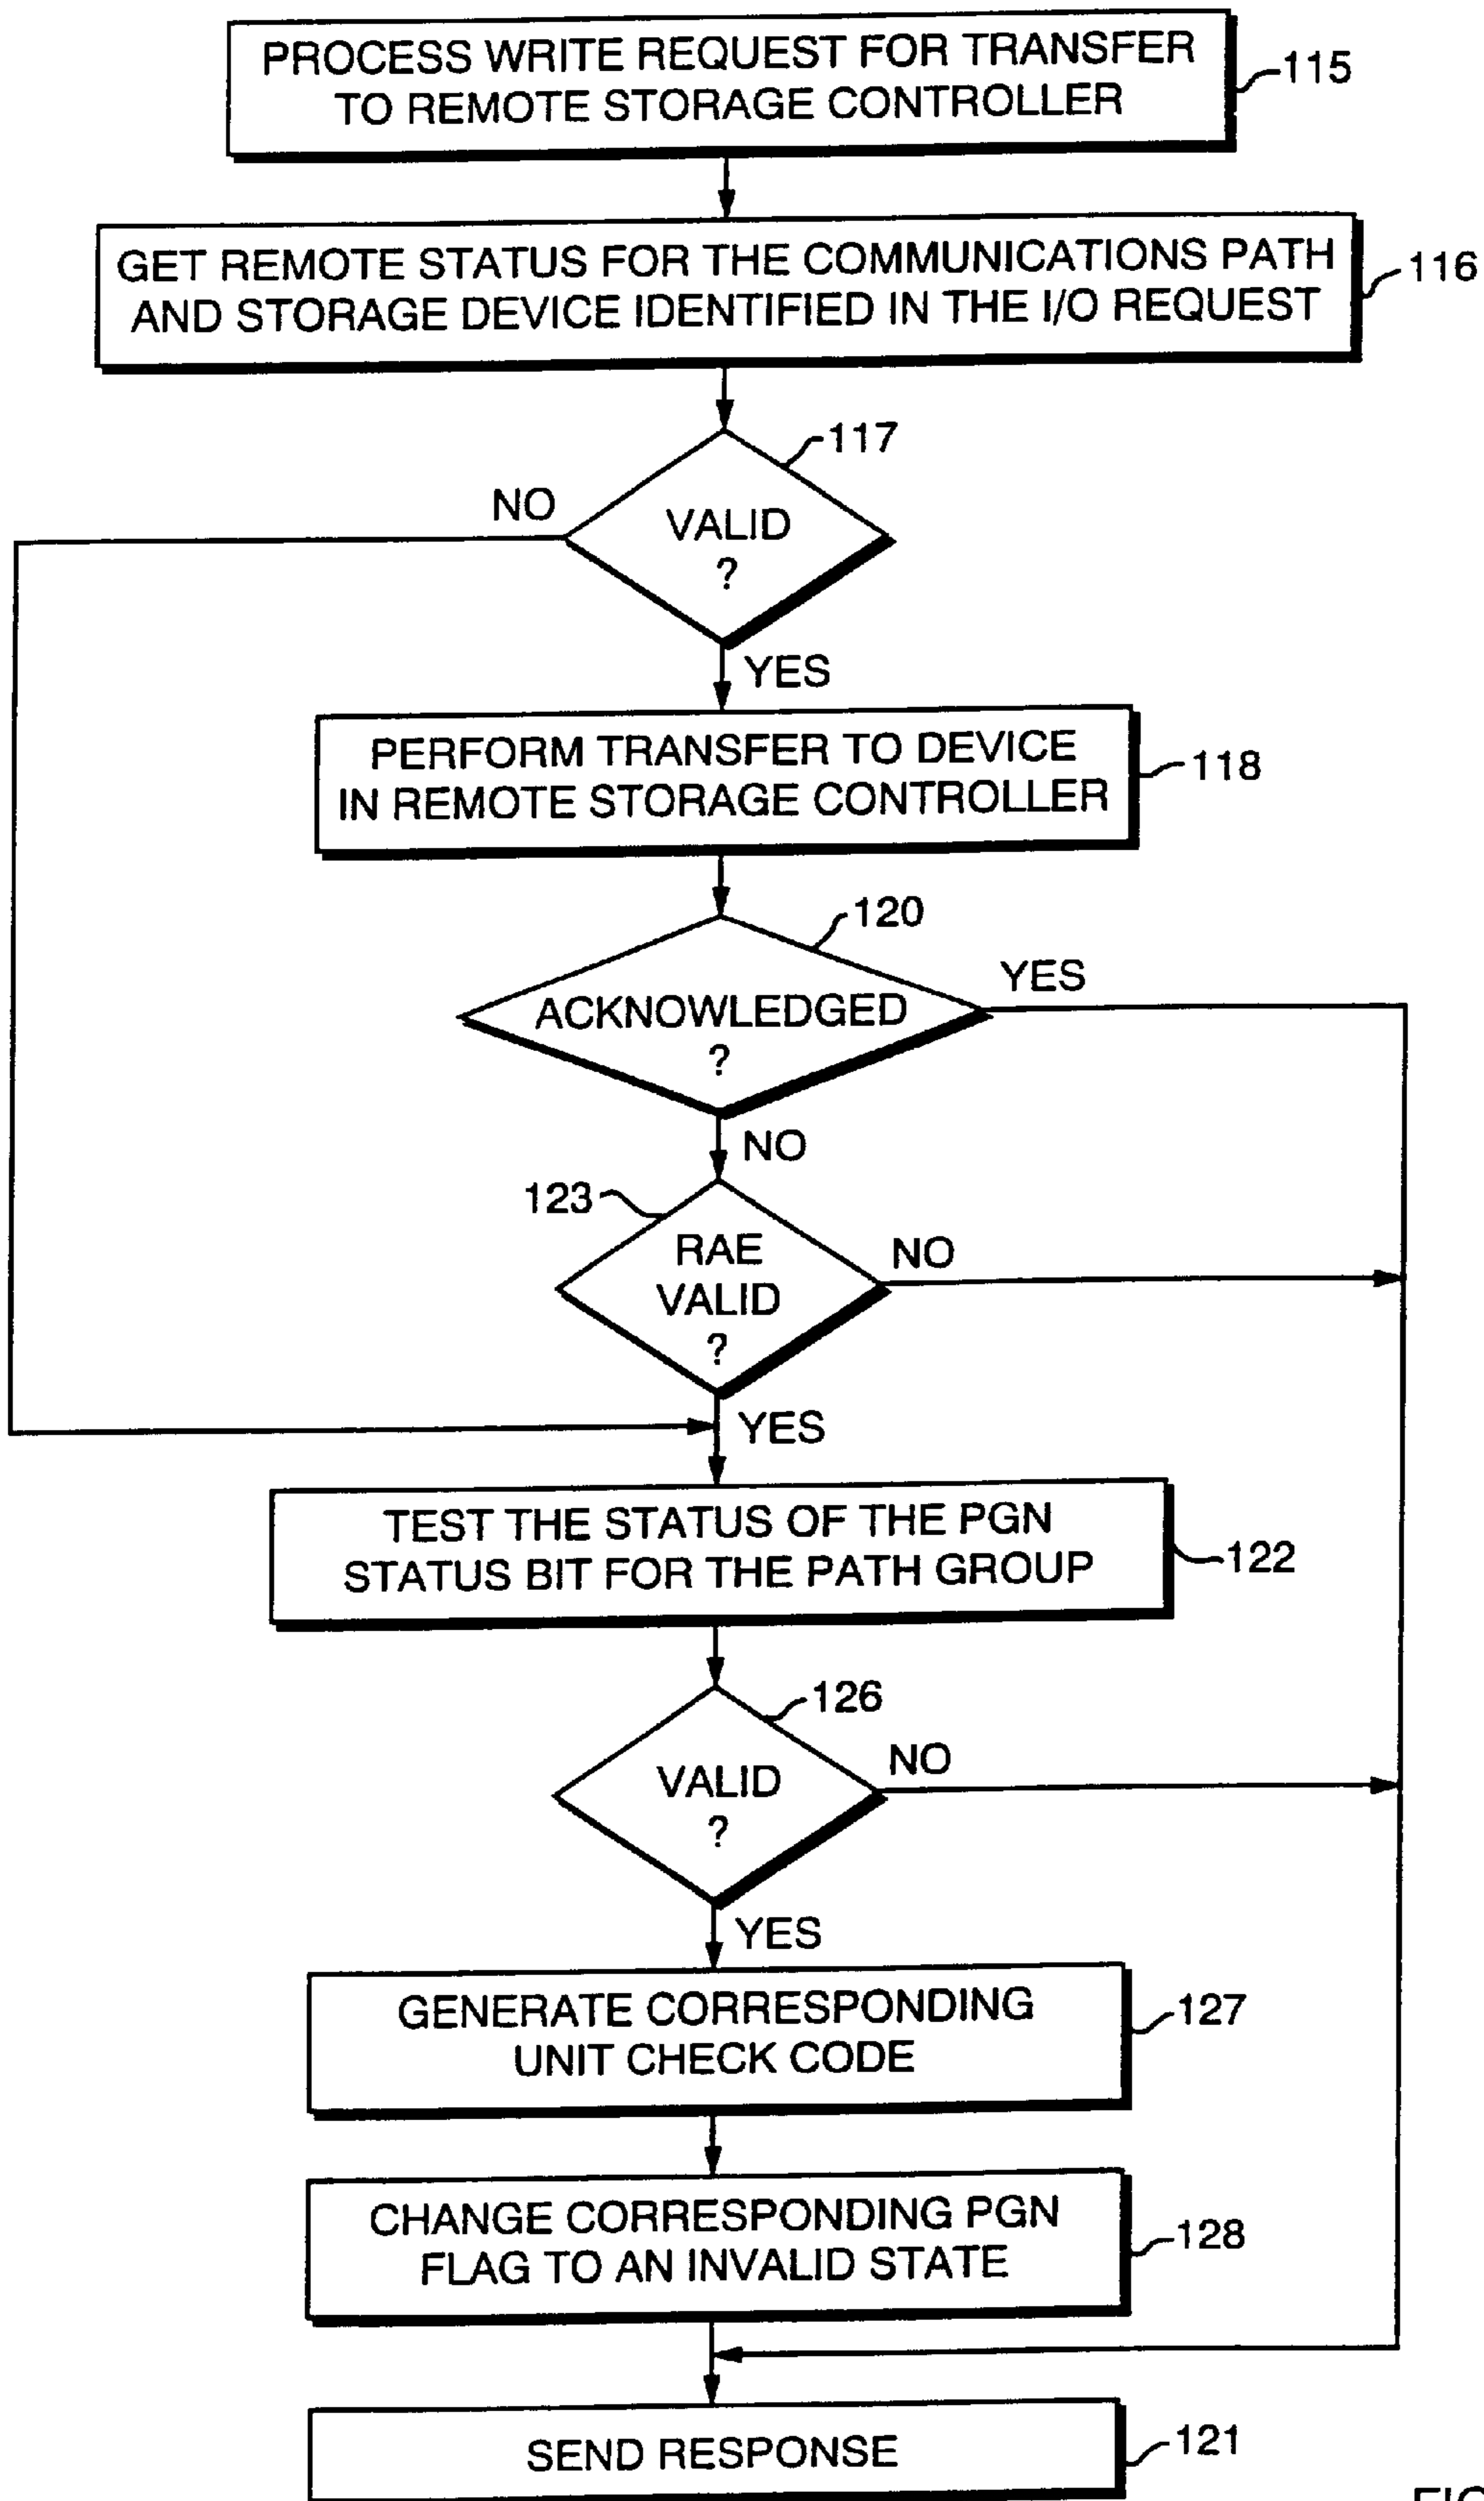 PROCESS WRITE REQUEST FOR TRANSFER
TO REMOTE STORAGE CONTROLLER
115
GET REMOTE STATUS FOR THE COMMUNICATIONS PATH
AND STORAGE DEVICE IDENTIFIED IN THE I/O REQUEST
116
117
NO
VALID
?
YES
PERFORM TRANSFER TO DEVICE
IN REMOTE STORAGE CONTROLLER
118
120
YES
ACKNOWLEDGED
?
NO
123
RAE
VALID
?
NO
YES
TEST THE STATUS OF THE PGN
STATUS BIT FOR THE PATH GROUP
122
126
VALID
?
NO
YES
GENERATE CORRESPONDING
UNIT CHECK CODE
127
CHANGE CORRESPONDING PGN
FLAG TO AN INVALID STATE
128
SEND RESPONSE
121